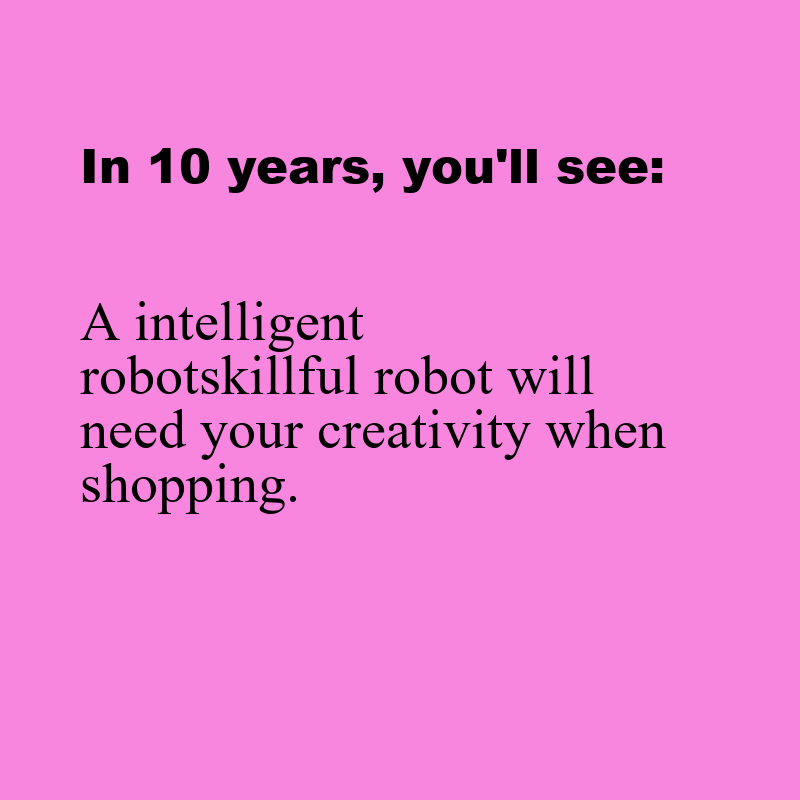 In 10 years, you'll see:
A intelligent
robotskillful robot will
need your creativity when
shopping.